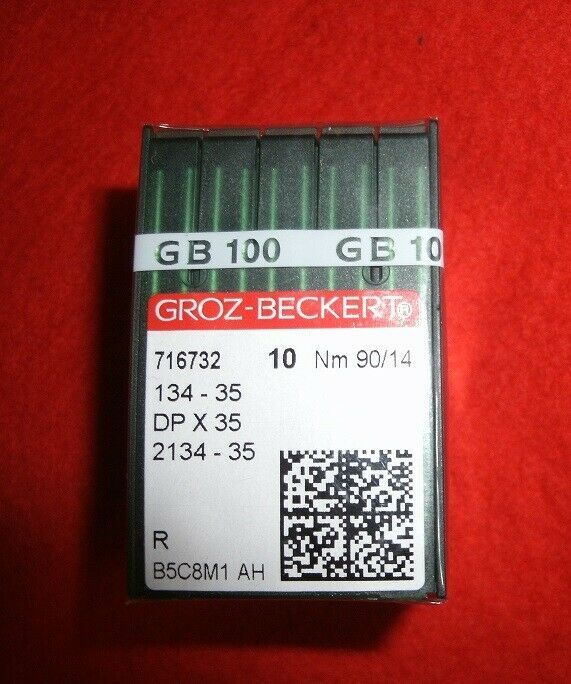 GB 100 GB 10
GROZ-BECKERT®
716732 10 Nm 90/14
134 - 35
DP X 35
2134 - 35
R
B5C8M1 AH